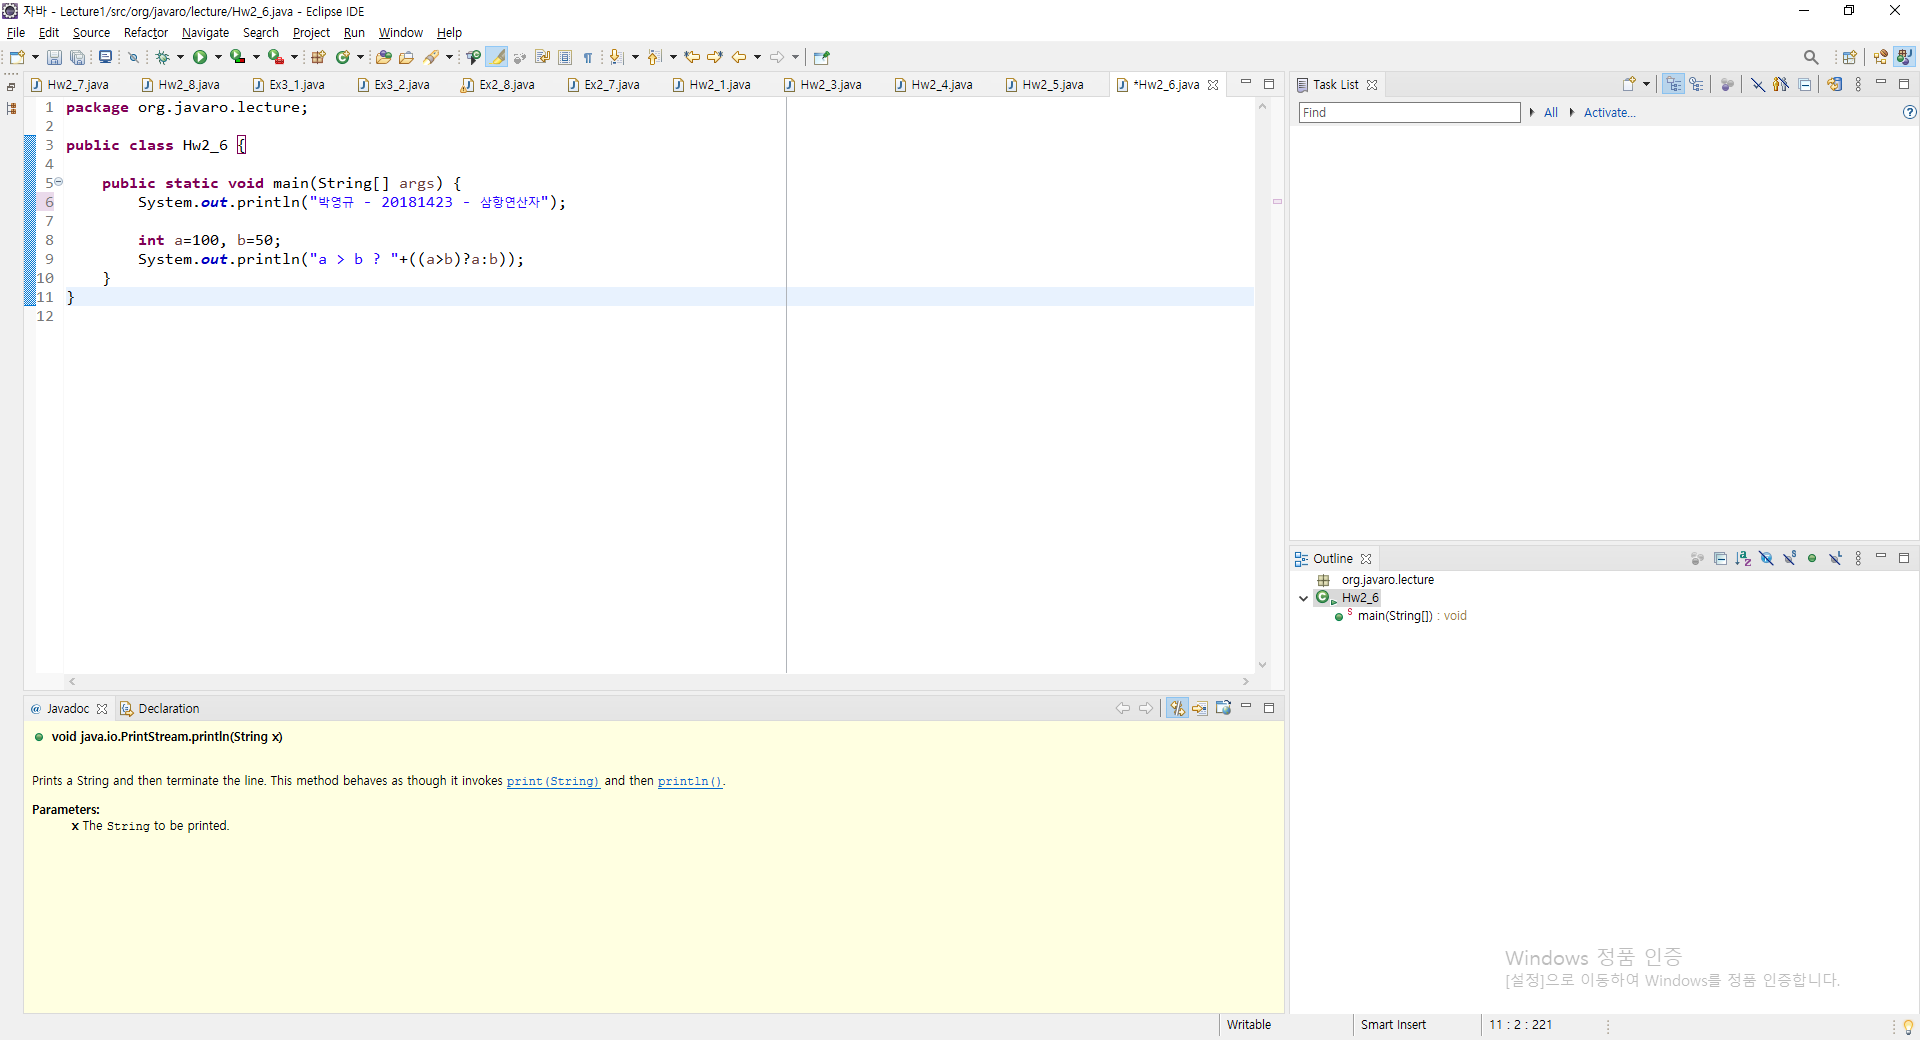 자바 - Lecture1/src/org/javaro/lecture/Hw2_6.java - Eclipse IDE
File Edit Source Refactor Navigate Search Project Run Window Help
Hw2_7.java Hw2_8.java Ex3_1.java Ex3_2.java Ex2_8.java Ex2_7.java Hw2_1.java Hw2_3.java Hw2_4.java Hw2_5.java *Hw2_6.java
1 package org.javaro.lecture;
2
3 public class Hw2_6 {
4
5 public static void main(String[] args) {
6 System.out.println("박영규 - 20181423 - 삼항연산자");
7
8 int a=100, b=50;
9 System.out.println("a > b ? "+((a>b)?a:b));
10 }
11 }
12
Task List
Find All Activate...
Outline
org.javaro.lecture
Hw2_6
main(String[]) : void
@ Javadoc Declaration
void java.io.PrintStream.println(String x)
Prints a String and then terminate the line. This method behaves as though it invokes print(String) and then println().
Parameters:
x The String to be printed.
Windows 정품 인증
[설정]으로 이동하여 Windows를 정품 인증합니다.
Writable Smart Insert 11 : 2 : 221